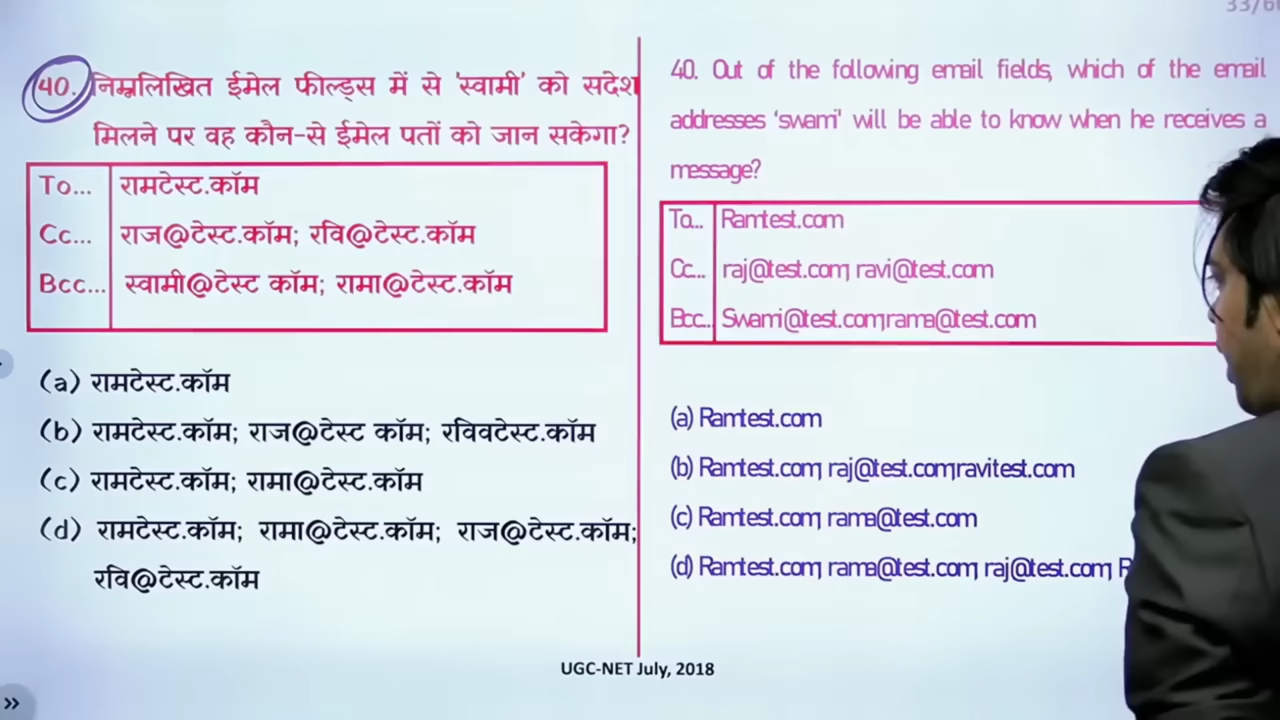 33/60
40. निम्नलिखित ईमेल फील्ड्स में से 'स्वामी' को सदेश
मिलने पर वह कौन-से ईमेल पतों को जान सकेगा?
To... रामटेस्ट.कॉम
Cc... राज@टेस्ट.कॉम; रवि@टेस्ट.कॉम
Bcc... स्वामी@टेस्ट कॉम; रामा@टेस्ट.कॉम
(a) रामटेस्ट.कॉम
(b) रामटेस्ट.कॉम; राज@टेस्ट कॉम; रविवटेस्ट.कॉम
(c) रामटेस्ट.कॉम; रामा@टेस्ट.कॉम
(d) रामटेस्ट.कॉम; रामा@टेस्ट.कॉम; राज@टेस्ट.कॉम;
रवि@टेस्ट.कॉम
40. Out of the following email fields, which of the email
addresses 'swami' will be able to know when he receives a
message?
To... Ramtest.com
Cc... raj@test.com; ravi@test.com
Bcc... Swami@test.com;rama@test.com
(a) Ramtest.com
(b) Ramtest.com; raj@test.com;ravitest.com
(c) Ramtest.com; rama@test.com
(d) Ramtest.com; rama@test.com; raj@test.com;
UGC-NET July, 2018